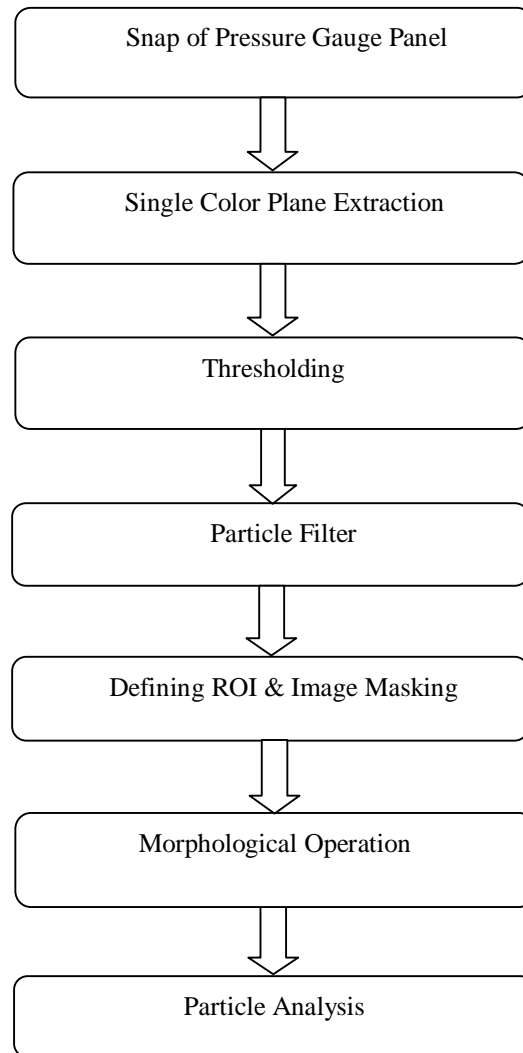 Snap of Pressure Gauge Panel
Single Color Plane Extraction
Thresholding
Particle Filter
Defining ROI & Image Masking
Morphological Operation
Particle Analysis